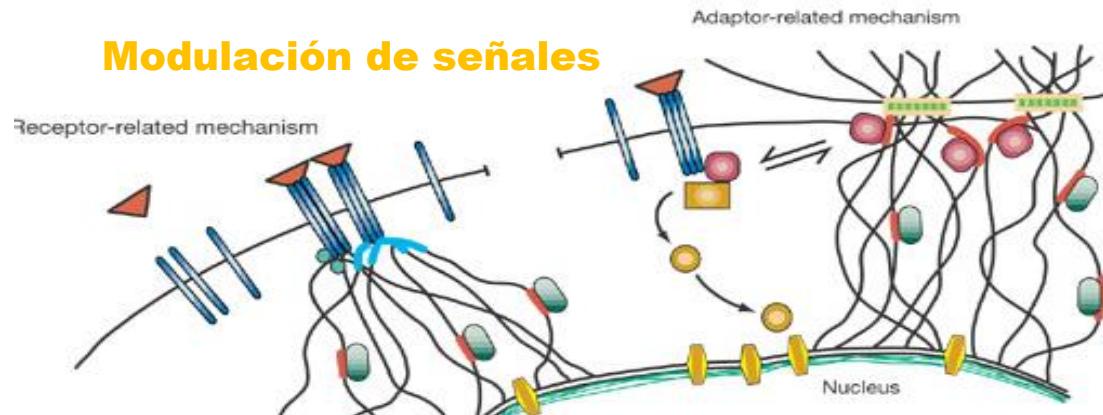 Adaptor-related mechanism
Modulación de señales
Receptor-related mechanism
Nucleus